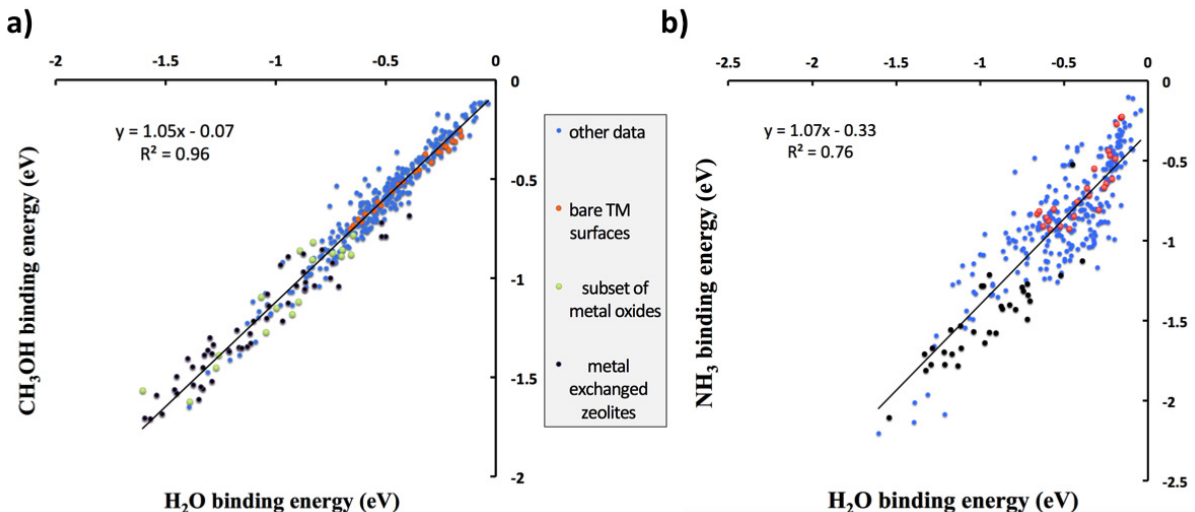 a)
-2 -1.5 -1 -0.5 0
0
-0.5
-1
-1.5
-2
y = 1.05x - 0.07
R² = 0.96
CH₃OH binding energy (eV)
H₂O binding energy (eV)
other data
bare TM
surfaces
subset of
metal oxides
metal
exchanged
zeolites
b)
-2.5 -2 -1.5 -1 -0.5 0
0
-0.5
-1
-1.5
-2
-2.5
y = 1.07x - 0.33
R² = 0.76
NH₃ binding energy (eV)
H₂O binding energy (eV)